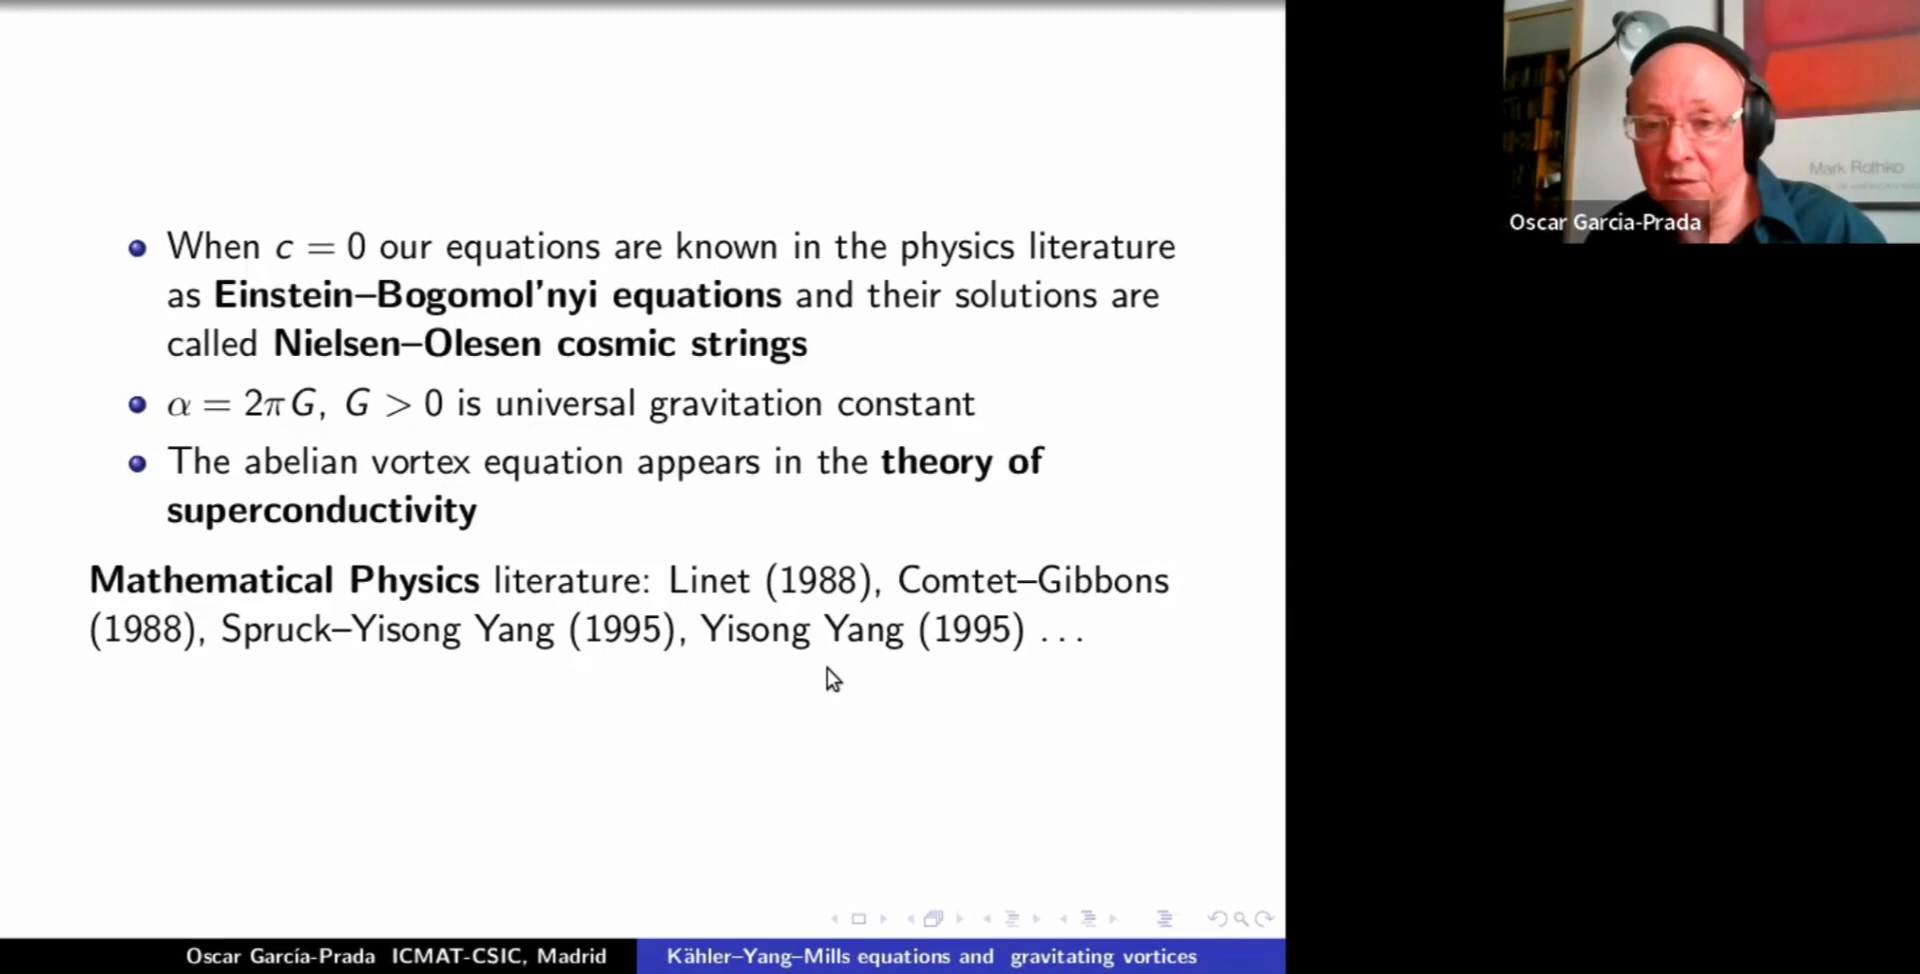 When c = 0 our equations are known in the physics literature
as Einstein–Bogomol'nyi equations and their solutions are
called Nielsen–Olesen cosmic strings
α = 2πG, G > 0 is universal gravitation constant
The abelian vortex equation appears in the theory of
superconductivity
Mathematical Physics literature: Linet (1988), Comtet–Gibbons
(1988), Spruck–Yisong Yang (1995), Yisong Yang (1995) ...
Mark Rothko
Oscar Garcia-Prada
Oscar García-Prada ICMAT-CSIC, Madrid
Kähler–Yang–Mills equations and gravitating vortices